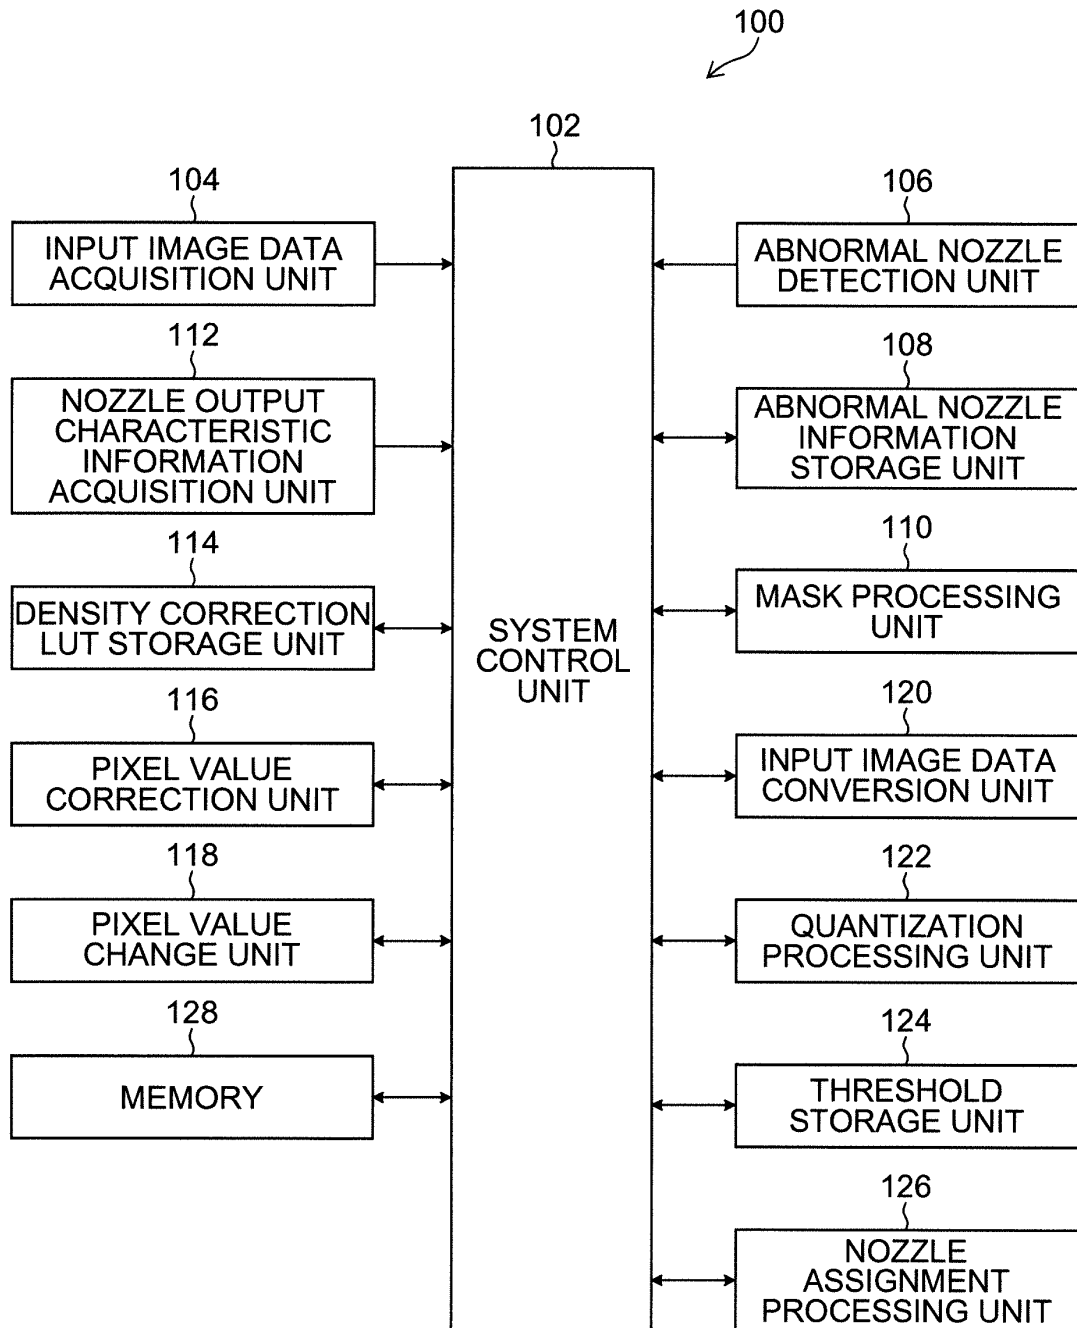 100
102
104
INPUT IMAGE DATA
ACQUISITION UNIT
112
NOZZLE OUTPUT
CHARACTERISTIC
INFORMATION
ACQUISITION UNIT
114
DENSITY CORRECTION
LUT STORAGE UNIT
116
PIXEL VALUE
CORRECTION UNIT
118
PIXEL VALUE
CHANGE UNIT
128
MEMORY
SYSTEM
CONTROL
UNIT
106
ABNORMAL NOZZLE
DETECTION UNIT
108
ABNORMAL NOZZLE
INFORMATION
STORAGE UNIT
110
MASK PROCESSING
UNIT
120
INPUT IMAGE DATA
CONVERSION UNIT
122
QUANTIZATION
PROCESSING UNIT
124
THRESHOLD
STORAGE UNIT
126
NOZZLE
ASSIGNMENT
PROCESSING UNIT